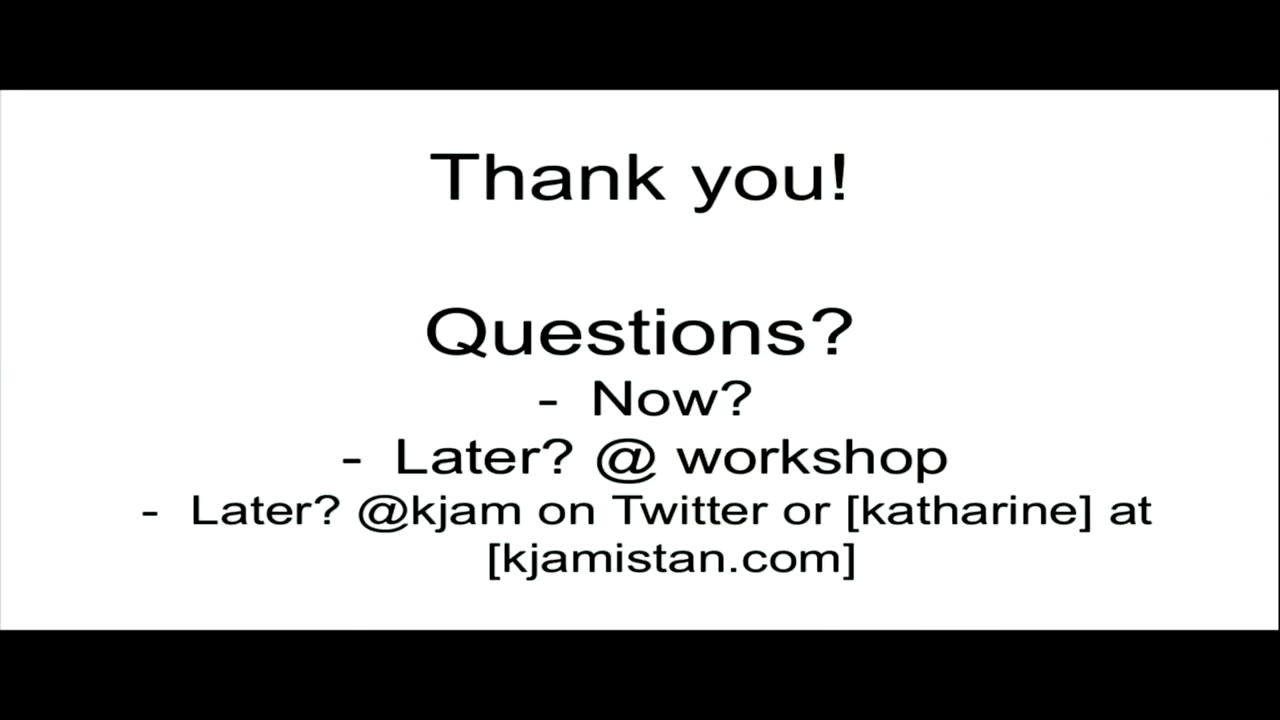 Thank you!
Questions?
- Now?
- Later? @ workshop
- Later? @kjam on Twitter or [katharine] at
[kjamistan.com]